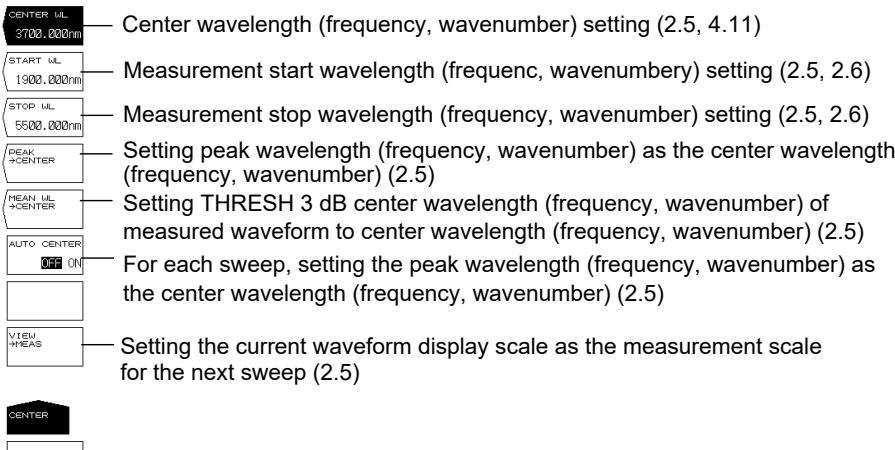 CENTER WL
3700.000nm
Center wavelength (frequency, wavenumber) setting (2.5, 4.11)
START WL
1900.000nm
Measurement start wavelength (frequenc, wavenumbery) setting (2.5, 2.6)
STOP WL
5500.000nm
Measurement stop wavelength (frequency, wavenumber) setting (2.5, 2.6)
PEAK
→CENTER
Setting peak wavelength (frequency, wavenumber) as the center wavelength
(frequency, wavenumber) (2.5)
MEAN WL
→CENTER
Setting THRESH 3 dB center wavelength (frequency, wavenumber) of
measured waveform to center wavelength (frequency, wavenumber) (2.5)
AUTO CENTER
OFF ON
For each sweep, setting the peak wavelength (frequency, wavenumber) as
the center wavelength (frequency, wavenumber) (2.5)
VIEW
→MEAS
Setting the current waveform display scale as the measurement scale
for the next sweep (2.5)
CENTER